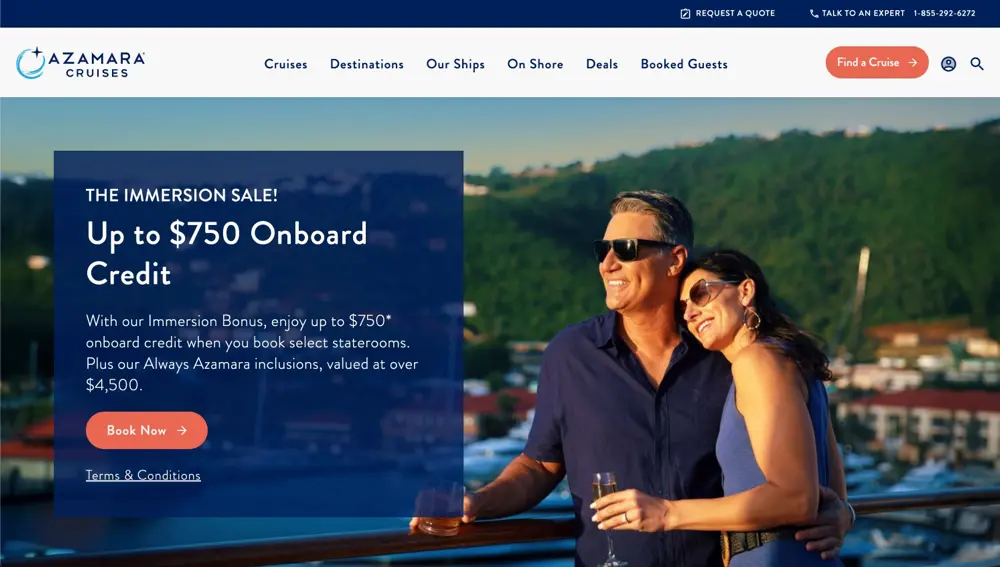 REQUEST A QUOTE
TALK TO AN EXPERT 1-855-292-6272
AZAMARA
CRUISES
Cruises
Destinations
Our Ships
On Shore
Deals
Booked Guests
Find a Cruise
THE IMMERSION SALE!
Up to $750 Onboard
Credit
With our Immersion Bonus, enjoy up to $750*
onboard credit when you book select staterooms.
Plus our Always Azamara inclusions, valued at over
$4,500.
Book Now
Terms & Conditions